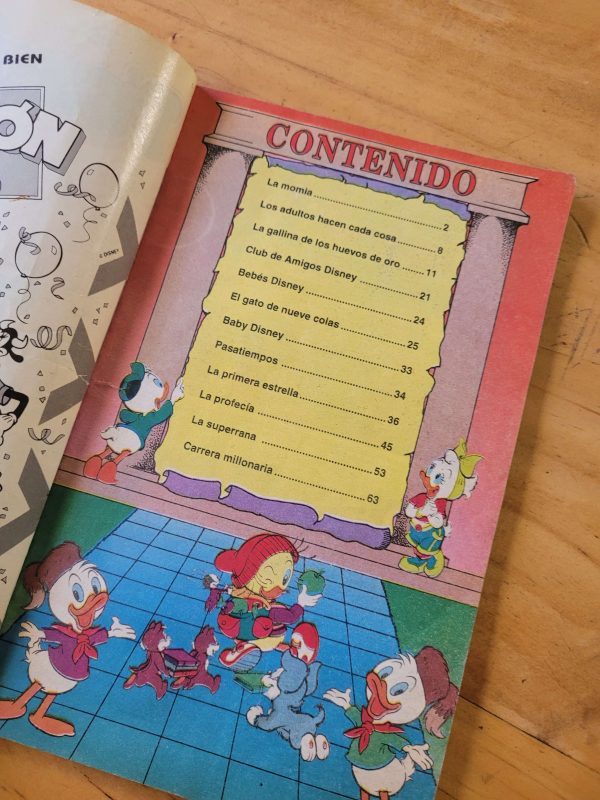 BIEN
ÓN
© DISNEY
CONTENIDO
La momia 2
Los adultos hacen cada cosa 8
La gallina de los huevos de oro 11
Club de Amigos Disney 21
Bebés Disney 24
El gato de nueve colas 25
Baby Disney 33
Pasatiempos 34
La primera estrella 36
La profecía 45
La superrana 53
Carrera millonaria 63